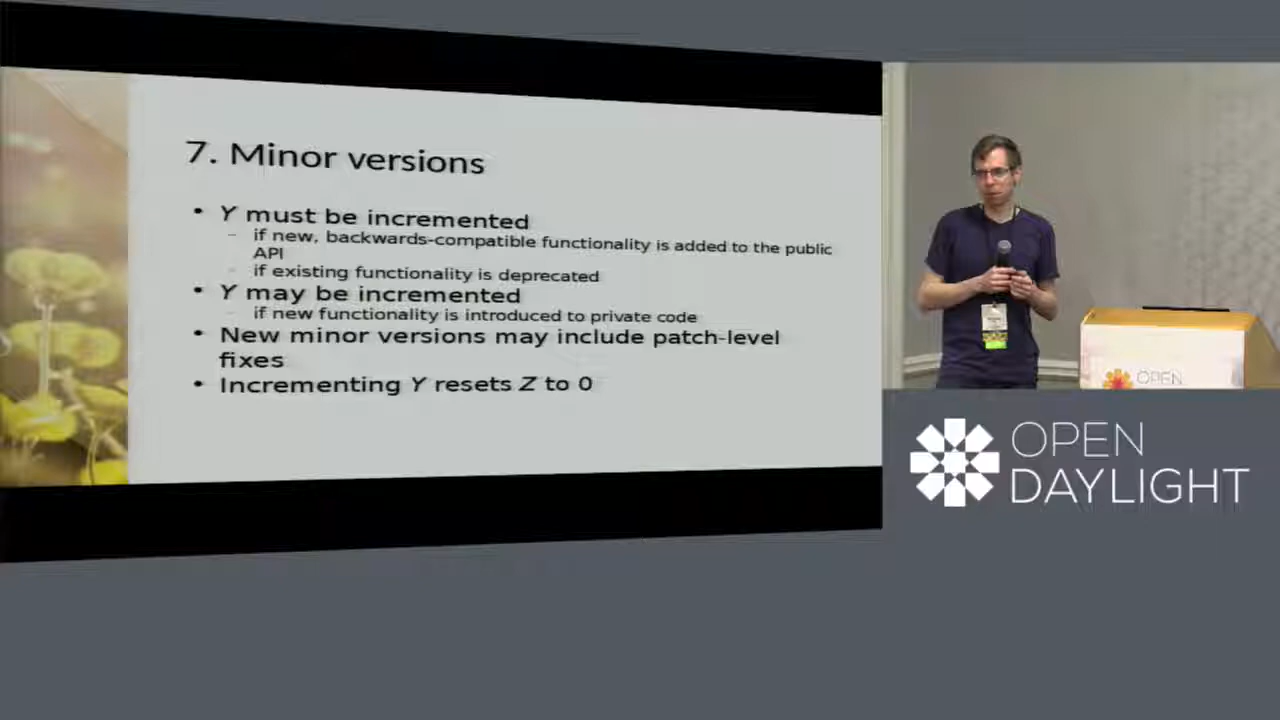 7. Minor versions
• Y must be incremented
– if new, backwards-compatible functionality is added to the public
API
– if existing functionality is deprecated
• Y may be incremented
– if new functionality is introduced to private code
• New minor versions may include patch-level
fixes
• Incrementing Y resets Z to 0
OPEN
OPEN
DAYLIGHT